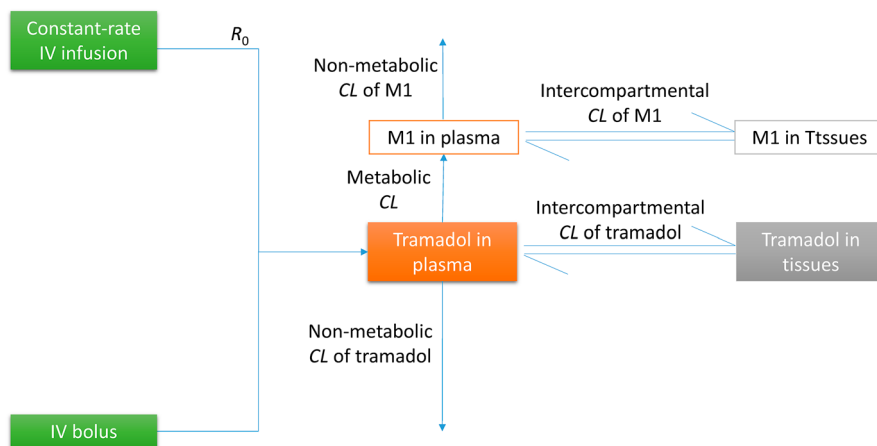 Constant-rate
IV infusion
R0
Non-metabolic
CL of M1
Intercompartmental
CL of M1
M1 in plasma
M1 in Ttssues
Metabolic
CL
Intercompartmental
CL of tramadol
Tramadol in
plasma
Tramadol in
tissues
Non-metabolic
CL of tramadol
IV bolus